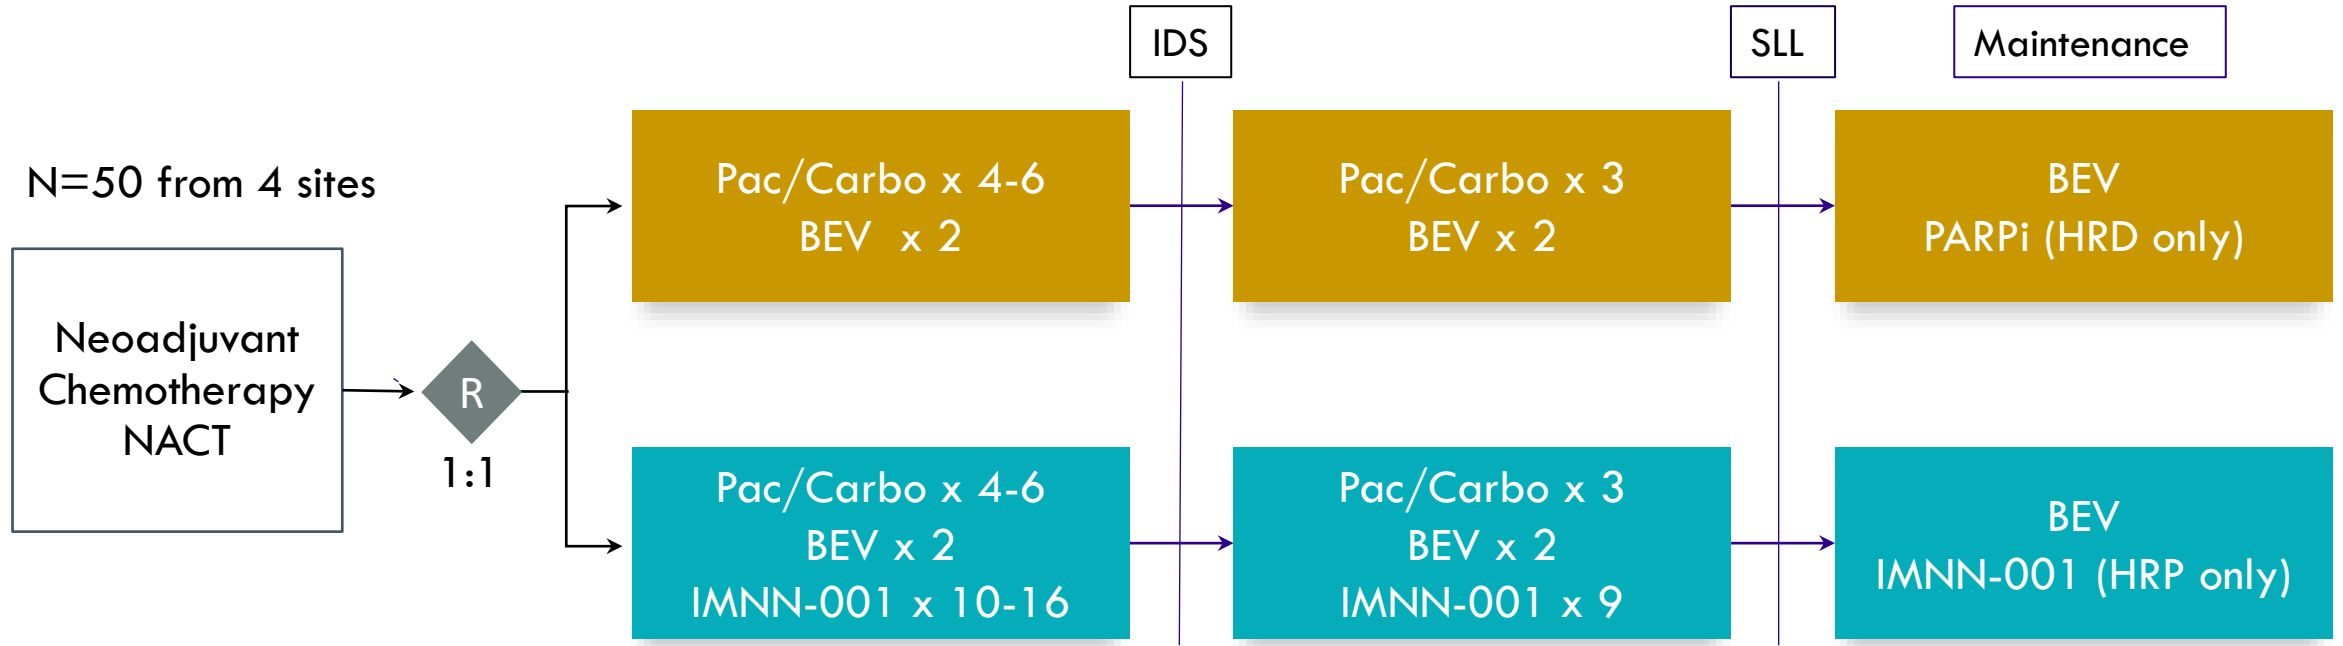 IDS
SLL
Maintenance
N=50 from 4 sites
Neoadjuvant
Chemotherapy
NACT
R
1:1
Pac/Carbo x 4-6
BEV x 2
Pac/Carbo x 3
BEV x 2
BEV
PARPi (HRD only)
Pac/Carbo x 4-6
BEV x 2
IMNN-001 x 10-16
Pac/Carbo x 3
BEV x 2
IMNN-001 x 9
BEV
IMNN-001 (HRP only)